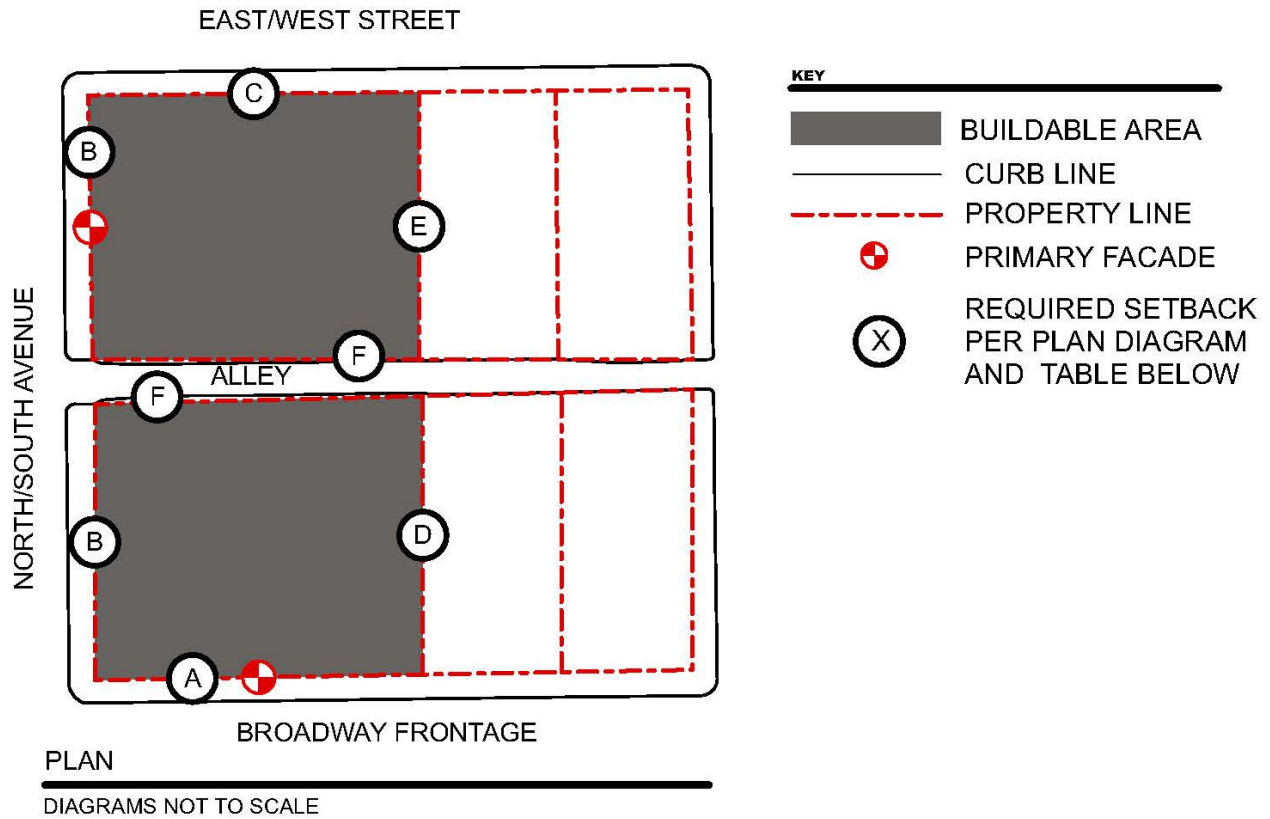 EAST/WEST STREET
C
B
E
F
ALLEY
F
NORTH/SOUTH AVENUE
B
D
A
BROADWAY FRONTAGE
PLAN
DIAGRAMS NOT TO SCALE
KEY
BUILDABLE AREA
CURB LINE
PROPERTY LINE
PRIMARY FACADE
X
REQUIRED SETBACK
PER PLAN DIAGRAM
AND TABLE BELOW